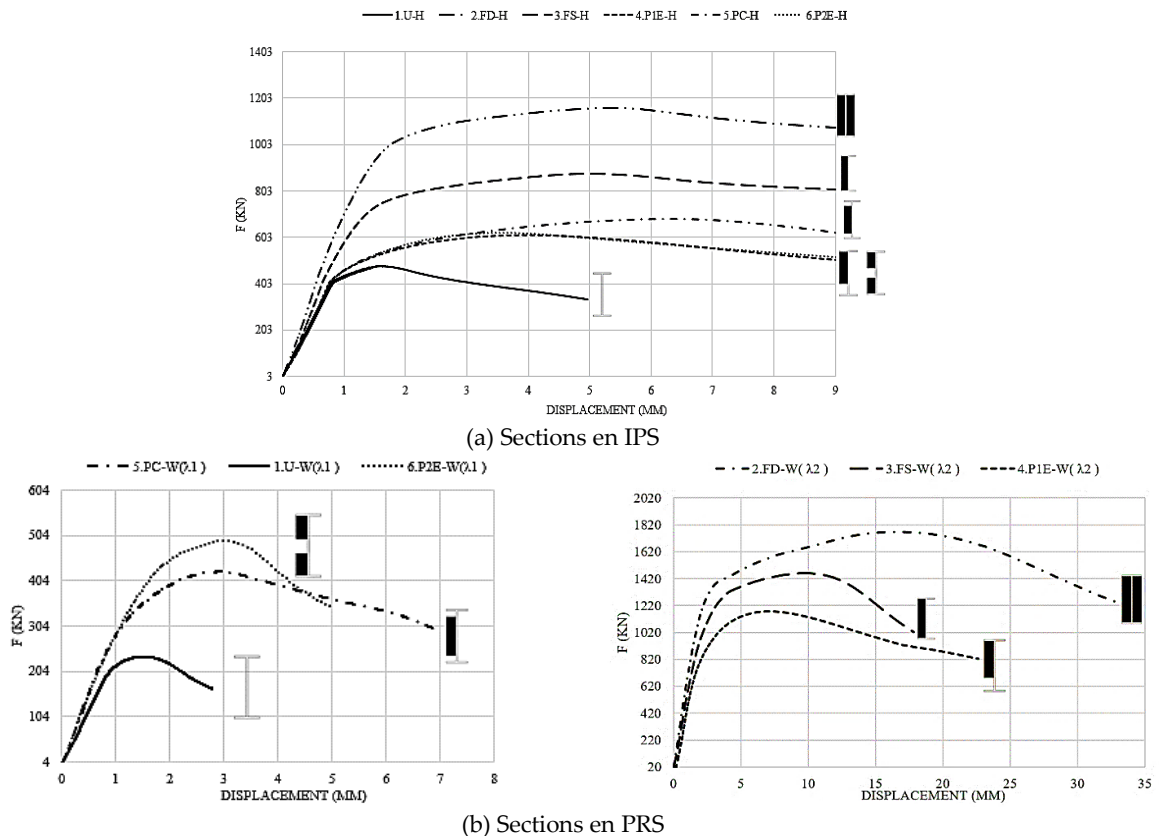 1.U-H 2.FD-H 3.FS-H 4.P1E-H 5.PC-H 6.P2E-H
1403
1203
1003
803
603
403
203
3
F (KN)
0 1 2 3 4 5 6 7 8 9
DISPLACEMENT (MM)
(a) Sections en IPS
5.PC-W(λ1) 1.U-W(λ1) 6.P2E-W(λ1)
604
504
404
304
204
104
4
F (KN)
0 1 2 3 4 5 6 7 8
DISPLACEMENT (MM)
2.FD-W( λ2) 3.FS-W( λ2) 4.P1E-W( λ2)
2020
1820
1620
1420
1220
1020
820
620
420
220
20
F (KN)
0 5 10 15 20 25 30 35
DISPLACEMENT (MM)
(b) Sections en PRS